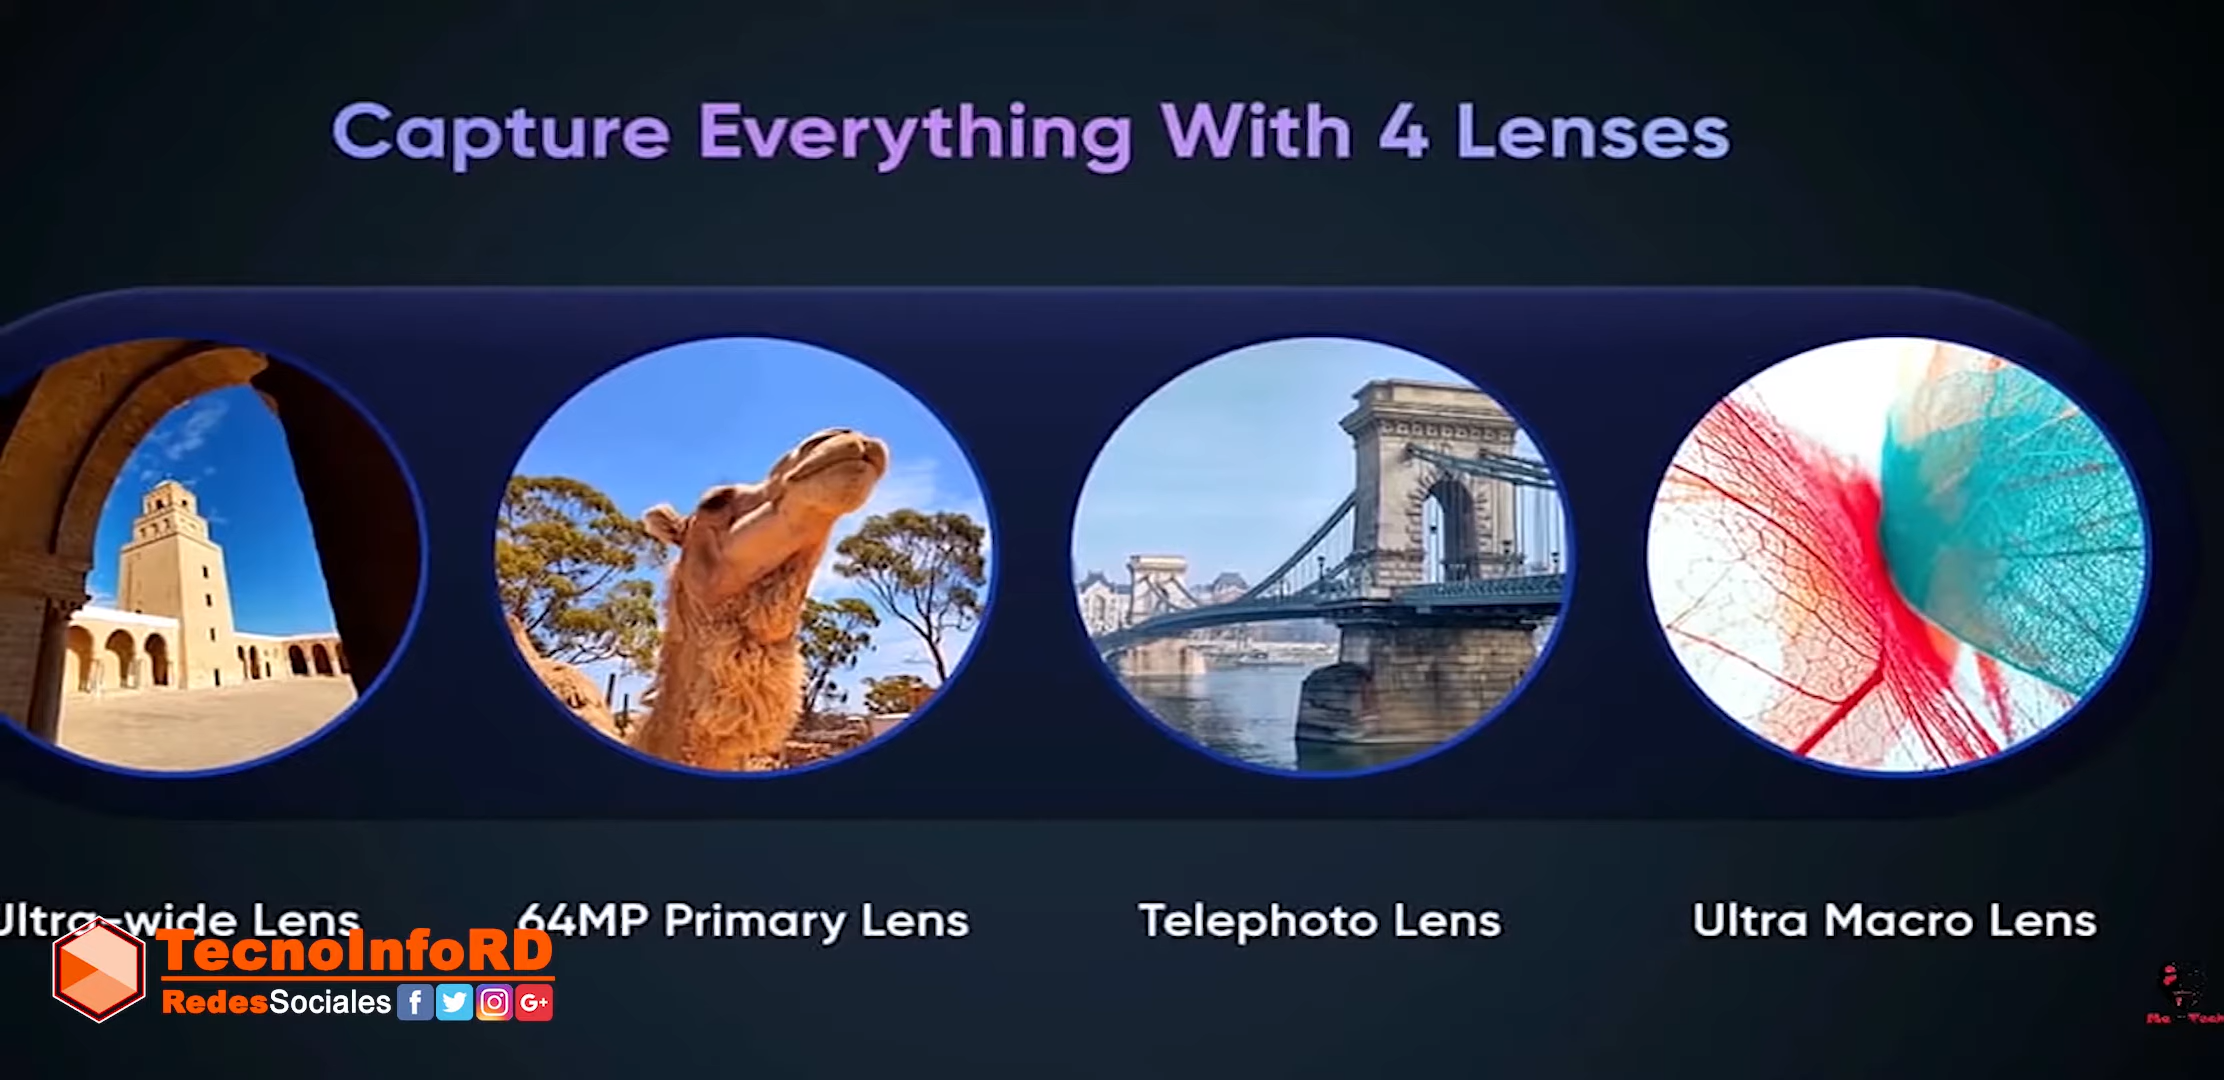 Capture Everything With 4 Lenses
Ultra-wide Lens
64MP Primary Lens
Telephoto Lens
Ultra Macro Lens
TecnoInfoRD
RedesSociales f G+